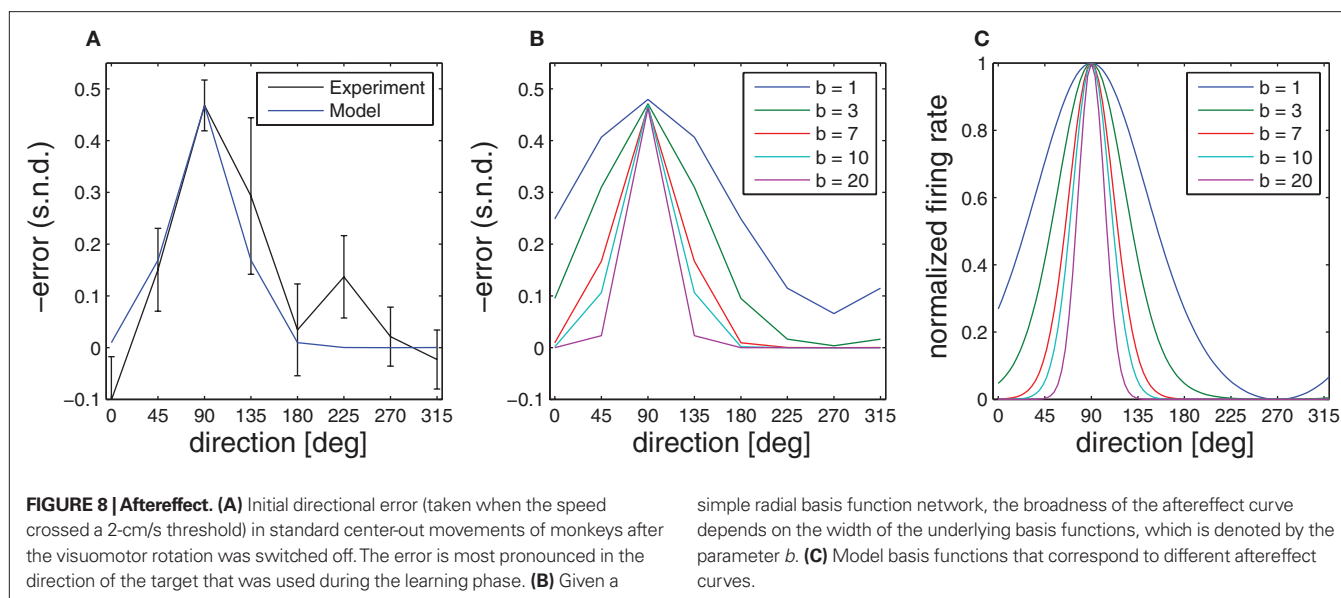 A
0.5
0.4
0.3
0.2
0.1
0
−0.1
−error (s.n.d.)
Experiment
Model
0 45 90 135 180 225 270 315
direction [deg]
B
0.5
0.4
0.3
0.2
0.1
0
−0.1
−error (s.n.d.)
b = 1
b = 3
b = 7
b = 10
b = 20
0 45 90 135 180 225 270 315
direction [deg]
C
1
0.8
0.6
0.4
0.2
0
normalized firing rate
b = 1
b = 3
b = 7
b = 10
b = 20
0 45 90 135 180 225 270 315
direction [deg]
FIGURE 8 | Aftereffect. (A) Initial directional error (taken when the speed
crossed a 2-cm/s threshold) in standard center-out movements of monkeys after
the visuomotor rotation was switched off. The error is most pronounced in the
direction of the target that was used during the learning phase. (B) Given a
simple radial basis function network, the broadness of the aftereffect curve
depends on the width of the underlying basis functions, which is denoted by the
parameter b. (C) Model basis functions that correspond to different aftereffect
curves.